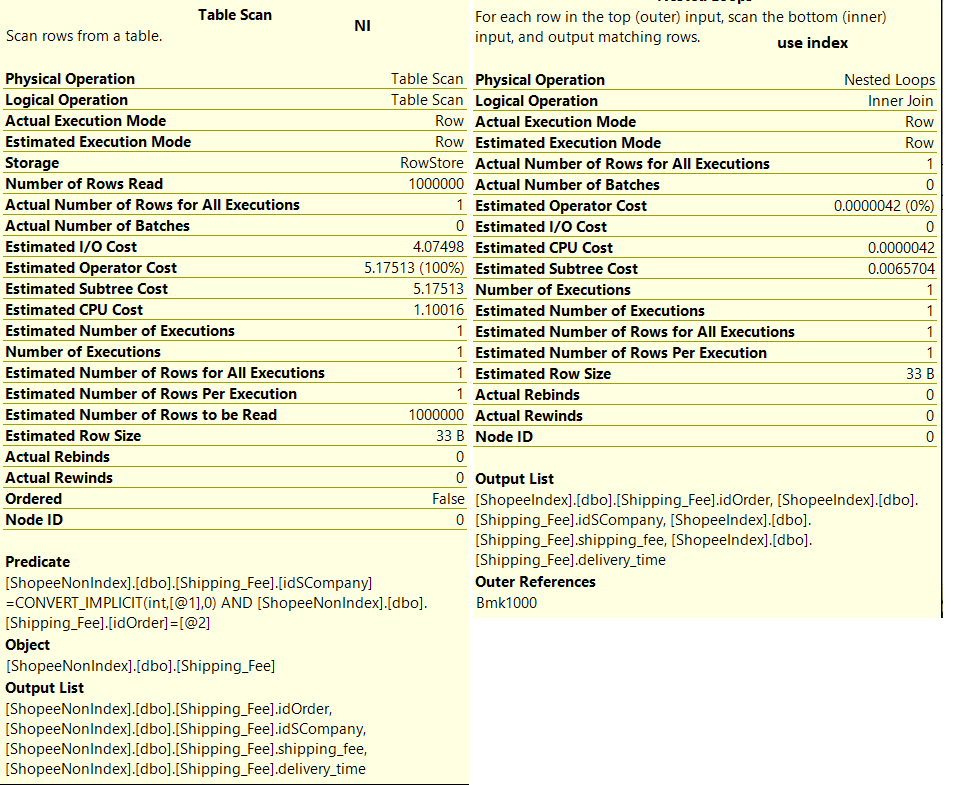 Table Scan
NI
Scan rows from a table.
Physical Operation Table Scan
Logical Operation Table Scan
Actual Execution Mode Row
Estimated Execution Mode Row
Storage RowStore
Number of Rows Read 1000000
Actual Number of Rows for All Executions 1
Actual Number of Batches 0
Estimated I/O Cost 4.07498
Estimated Operator Cost 5.17513 (100%)
Estimated Subtree Cost 5.17513
Estimated CPU Cost 1.10016
Estimated Number of Executions 1
Number of Executions 1
Estimated Number of Rows for All Executions 1
Estimated Number of Rows Per Execution 1
Estimated Number of Rows to be Read 1000000
Estimated Row Size 33 B
Actual Rebinds 0
Actual Rewinds 0
Ordered False
Node ID 0
Predicate
[ShopeeNonIndex].[dbo].[Shipping_Fee].[idSCompany]
=CONVERT_IMPLICIT(int,[@1],0) AND [ShopeeNonIndex].[dbo].
[Shipping_Fee].[idOrder]=[@2]
Object
[ShopeeNonIndex].[dbo].[Shipping_Fee]
Output List
[ShopeeNonIndex].[dbo].[Shipping_Fee].idOrder,
[ShopeeNonIndex].[dbo].[Shipping_Fee].idSCompany,
[ShopeeNonIndex].[dbo].[Shipping_Fee].shipping_fee,
[ShopeeNonIndex].[dbo].[Shipping_Fee].delivery_time
Nested Loops
For each row in the top (outer) input, scan the bottom (inner)
input, and output matching rows.
use index
Physical Operation Nested Loops
Logical Operation Inner Join
Actual Execution Mode Row
Estimated Execution Mode Row
Actual Number of Rows for All Executions 1
Actual Number of Batches 0
Estimated Operator Cost 0.0000042 (0%)
Estimated I/O Cost 0
Estimated CPU Cost 0.0000042
Estimated Subtree Cost 0.0065704
Number of Executions 1
Estimated Number of Executions 1
Estimated Number of Rows for All Executions 1
Estimated Number of Rows Per Execution 1
Estimated Row Size 33 B
Actual Rebinds 0
Actual Rewinds 0
Node ID 0
Output List
[ShopeeIndex].[dbo].[Shipping_Fee].idOrder, [ShopeeIndex].[dbo].
[Shipping_Fee].idSCompany, [ShopeeIndex].[dbo].
[Shipping_Fee].shipping_fee, [ShopeeIndex].[dbo].
[Shipping_Fee].delivery_time
Outer References
Bmk1000